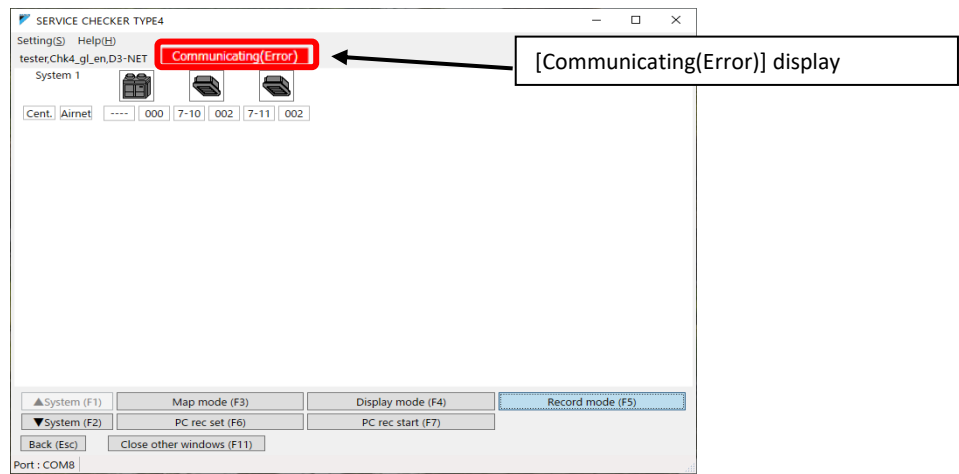 SERVICE CHECKER TYPE4
Setting(S) Help(H)
tester,Chk4_gl_en,D3-NET Communicating(Error)
[Communicating(Error)] display
System 1
Cent. Airnet ---- 000 7-10 002 7-11 002
▲System (F1) Map mode (F3) Display mode (F4) Record mode (F5)
▼System (F2) PC rec set (F6) PC rec start (F7)
Back (Esc) Close other windows (F11)
Port : COM8